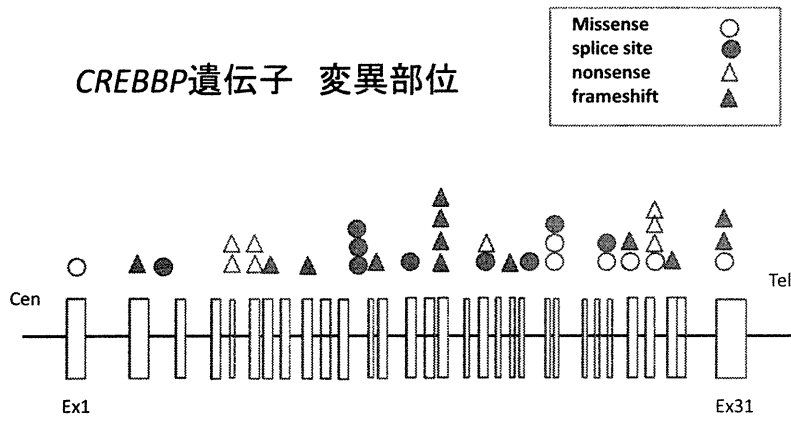 CREBBP遺伝子 変異部位
Missense
splice site
nonsense
frameshift
Cen
Tel
Ex1
Ex31